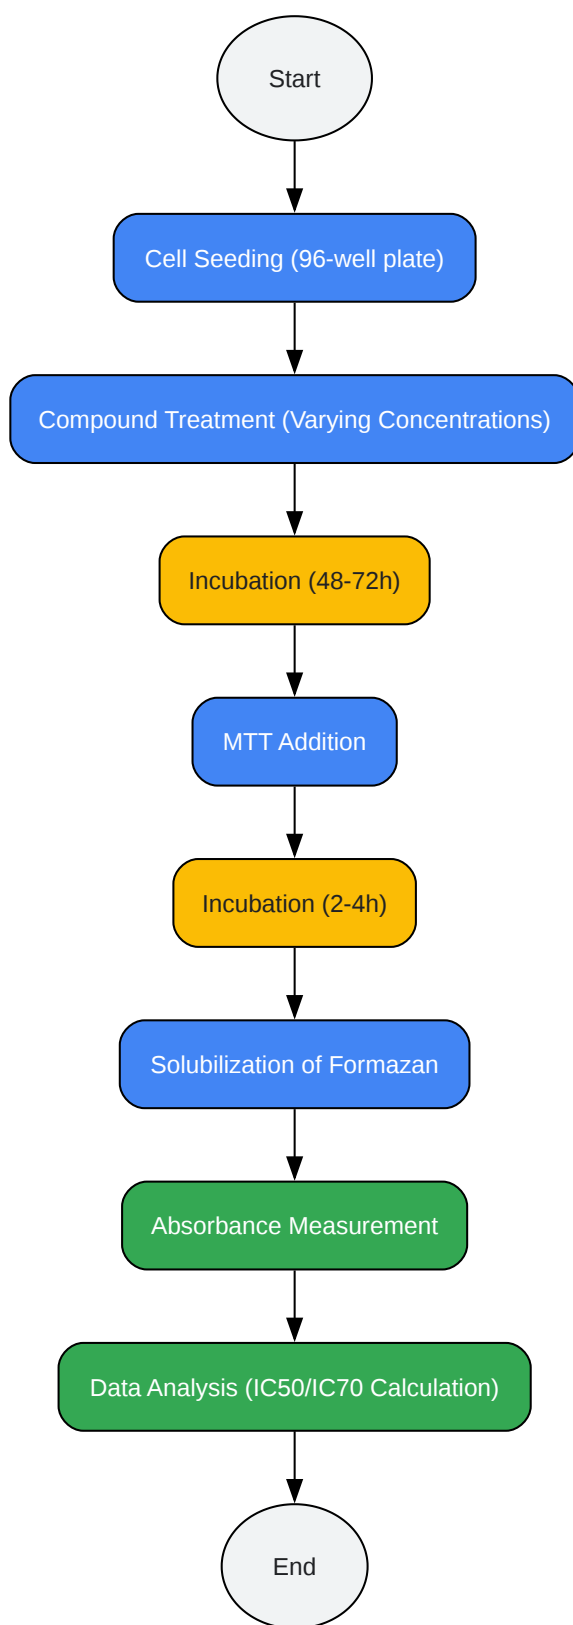 Start
Cell Seeding (96-well plate)
Compound Treatment (Varying Concentrations)
Incubation (48-72h)
MTT Addition
Incubation (2-4h)
Solubilization of Formazan
Absorbance Measurement
Data Analysis (IC50/IC70 Calculation)
End